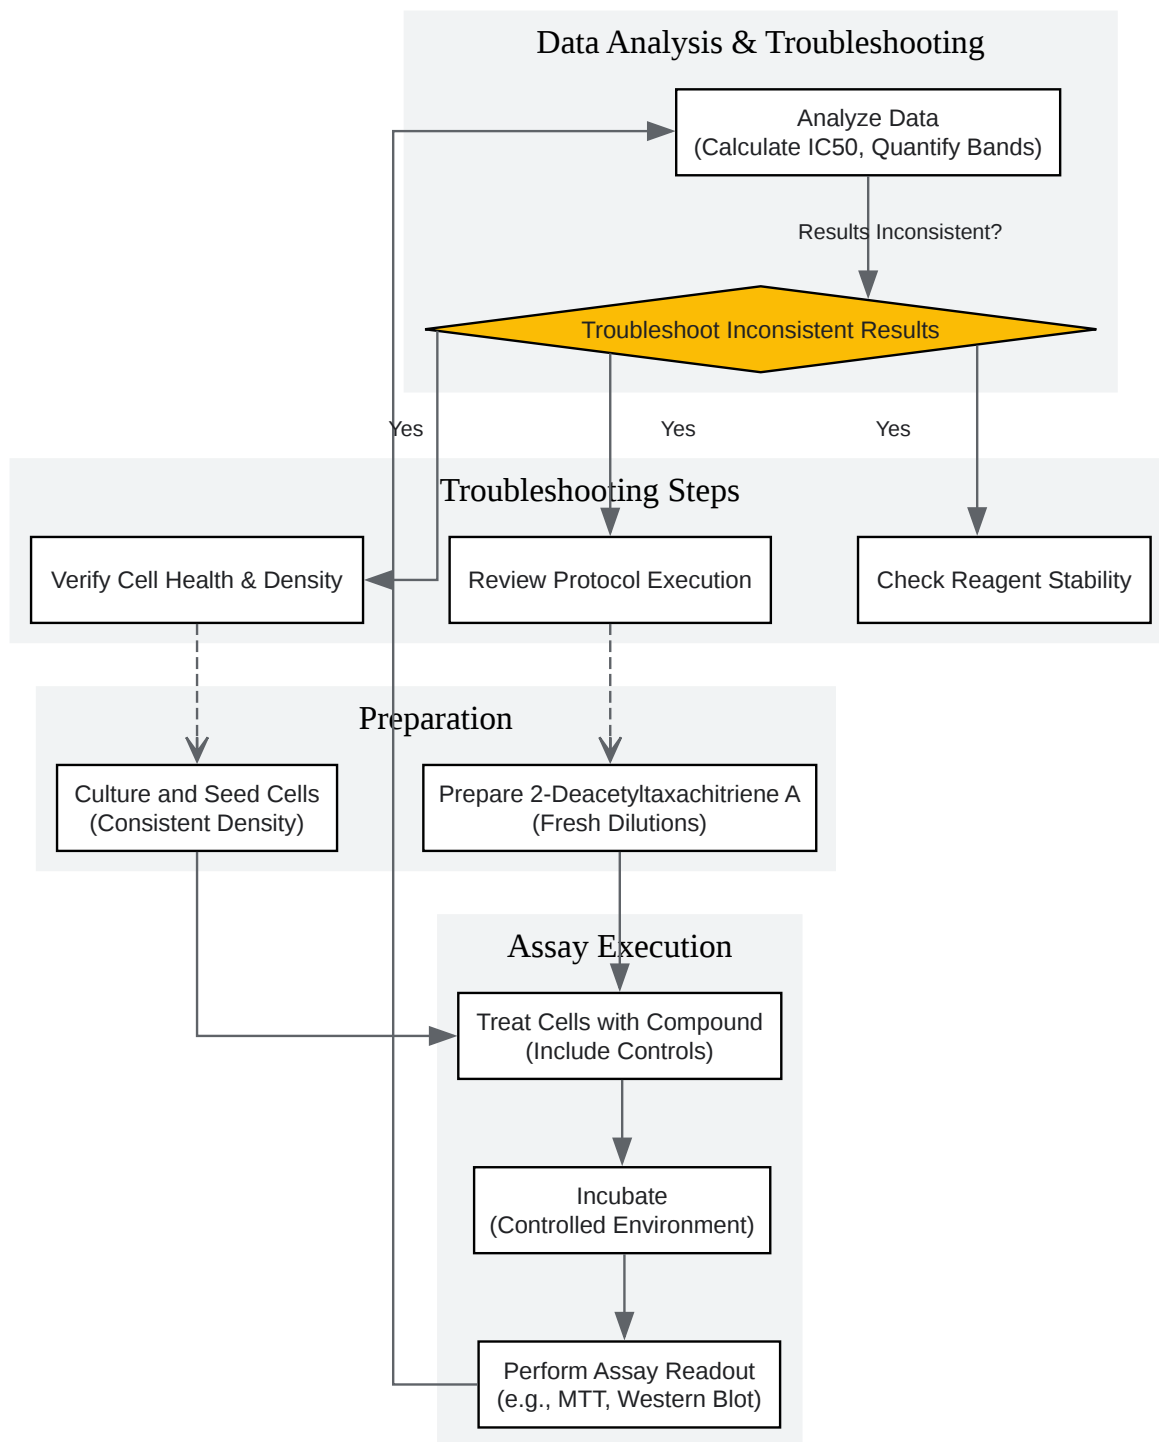 Data Analysis & Troubleshooting
Analyze Data
(Calculate IC50, Quantify Bands)
Results Inconsistent?
Troubleshoot Inconsistent Results
Yes
Yes
Yes
Troubleshooting Steps
Verify Cell Health & Density
Review Protocol Execution
Check Reagent Stability
Preparation
Culture and Seed Cells
(Consistent Density)
Prepare 2-Deacetyltaxachitriene A
(Fresh Dilutions)
Assay Execution
Treat Cells with Compound
(Include Controls)
Incubate
(Controlled Environment)
Perform Assay Readout
(e.g., MTT, Western Blot)